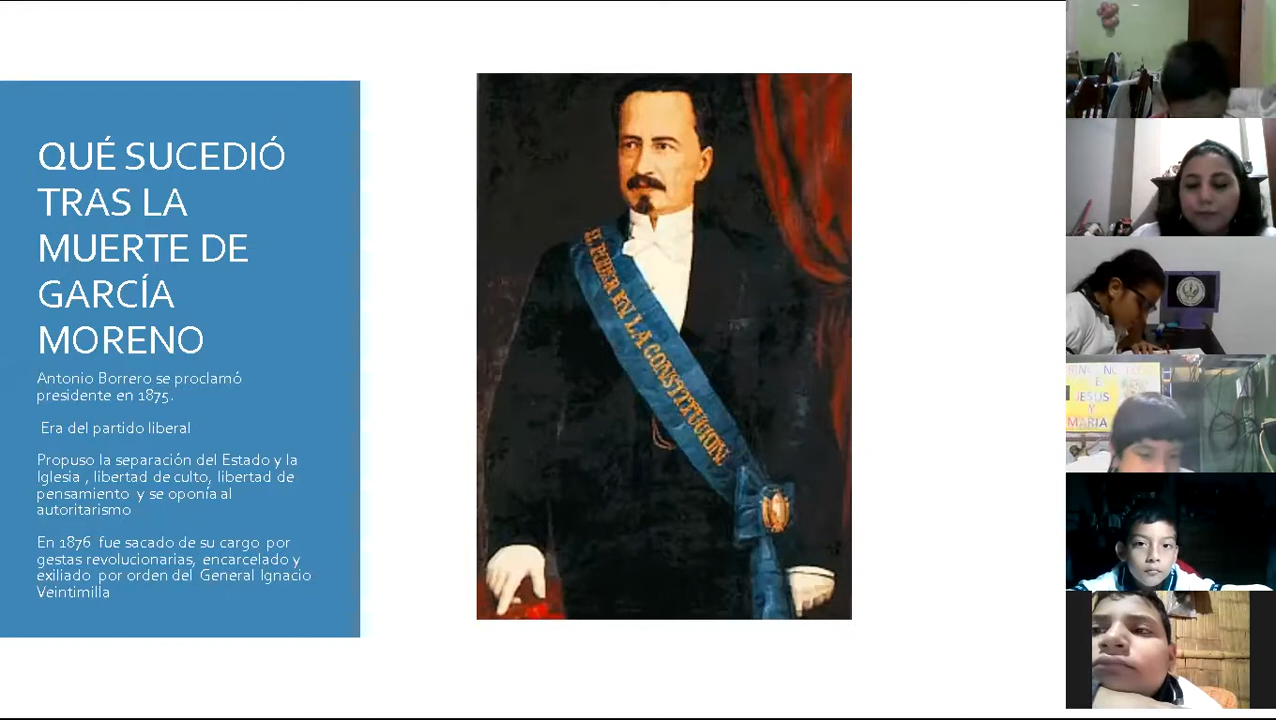 QUÉ SUCEDIÓ
TRAS LA
MUERTE DE
GARCÍA
MORENO
Antonio Borrero se proclamó
presidente en 1875.
Era del partido liberal
Propuso la separación del Estado y la
Iglesia , libertad de culto, libertad de
pensamiento y se oponía al
autoritarismo
En 1876 fue sacado de su cargo por
gestas revolucionarias, encarcelado y
exiliado por orden del General Ignacio
Veintimilla
EL PODER EN LA CONSTITUCION
JESUS
Y
MARIA